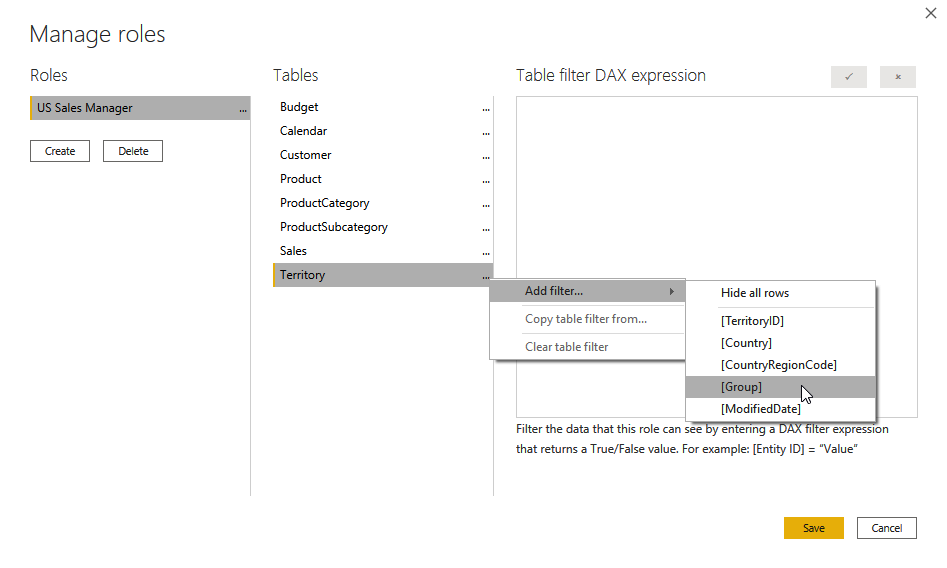 Manage roles
Roles
US Sales Manager
...
Create
Delete
Tables
Budget
...
Calendar
...
Customer
...
Product
...
ProductCategory
...
ProductSubcategory
...
Sales
...
Territory
...
Add filter...
Copy table filter from...
Clear table filter
Hide all rows
[TerritoryID]
[Country]
[CountryRegionCode]
[Group]
[ModifiedDate]
Table filter DAX expression
Filter the data that this role can see by entering a DAX filter expression
that returns a True/False value. For example: [Entity ID] = “Value”
Save
Cancel